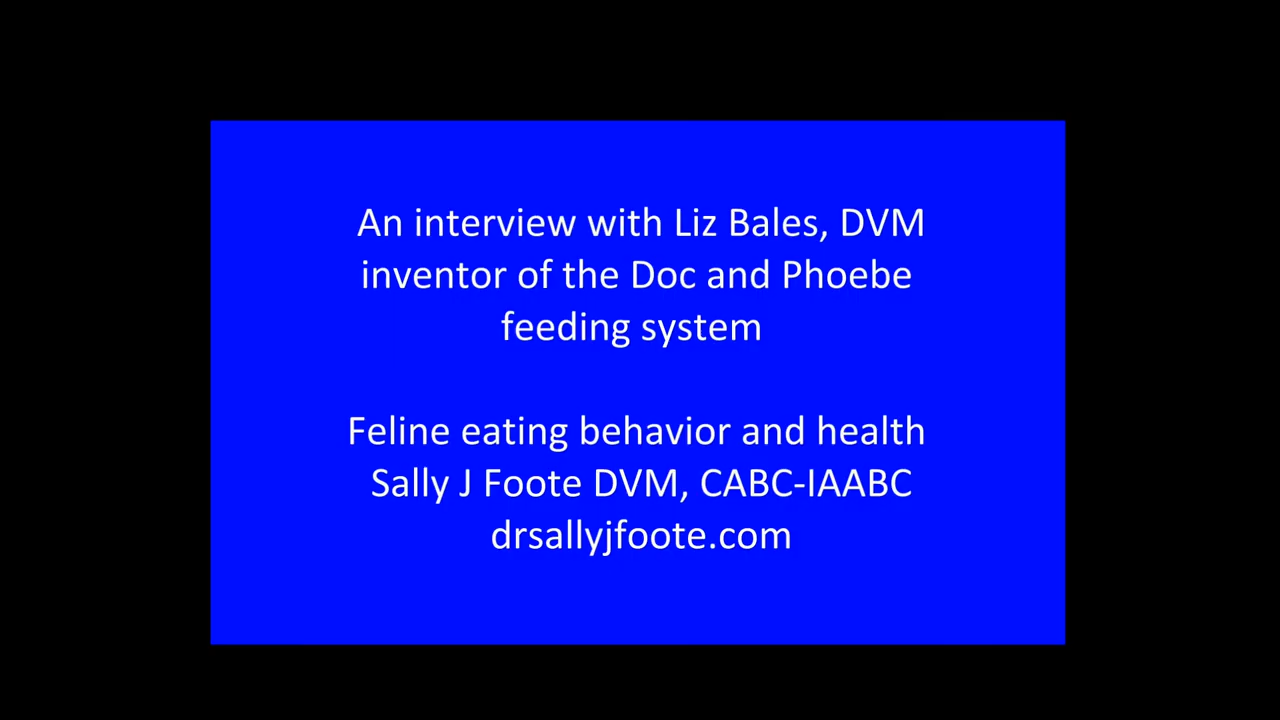 An interview with Liz Bales, DVM
inventor of the Doc and Phoebe
feeding system
Feline eating behavior and health
Sally J Foote DVM, CABC-IAABC
drsallyjfoote.com